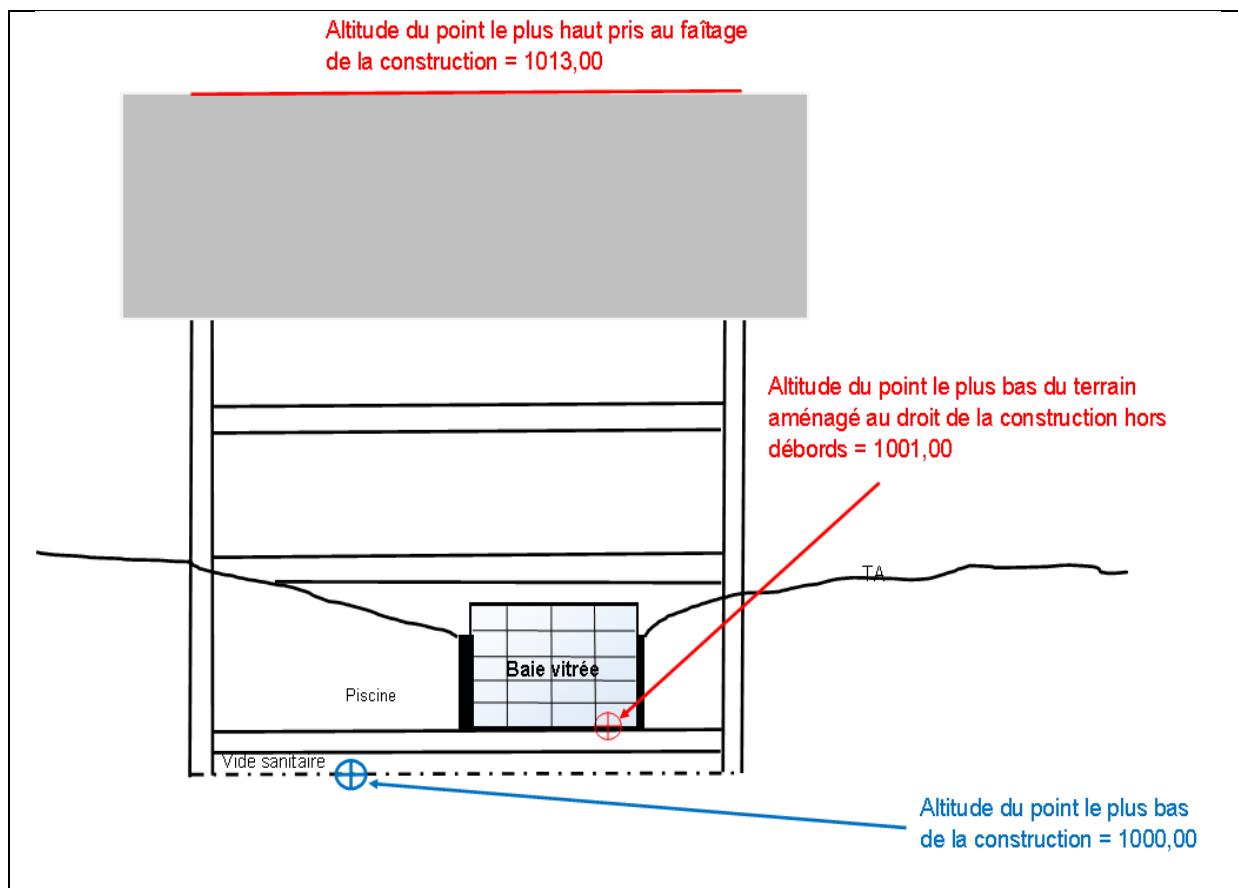 Altitude du point le plus haut pris au faîtage
de la construction = 1013,00
Altitude du point le plus bas du terrain
aménagé au droit de la construction hors
débords = 1001,00
TA
Baie vitrée
Piscine
Vide sanitaire
Altitude du point le plus bas
de la construction = 1000,00